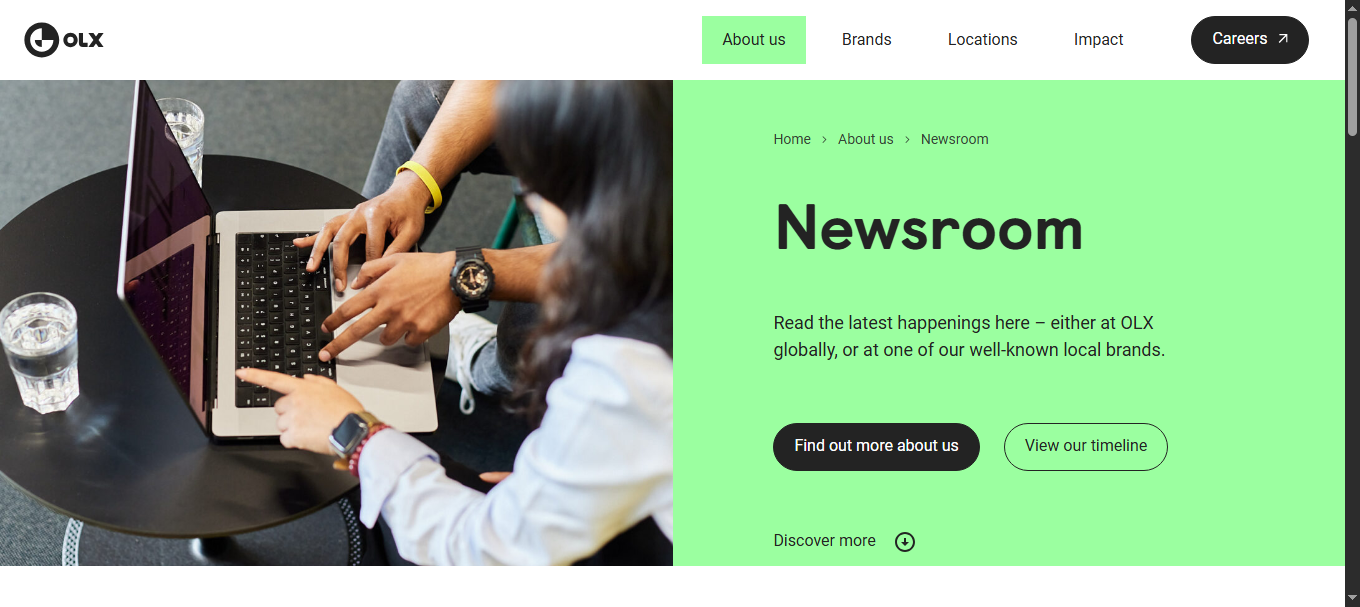 OLX
About us
Brands
Locations
Impact
Careers
Home > About us > Newsroom
Newsroom
Read the latest happenings here – either at OLX
globally, or at one of our well-known local brands.
Find out more about us
View our timeline
Discover more